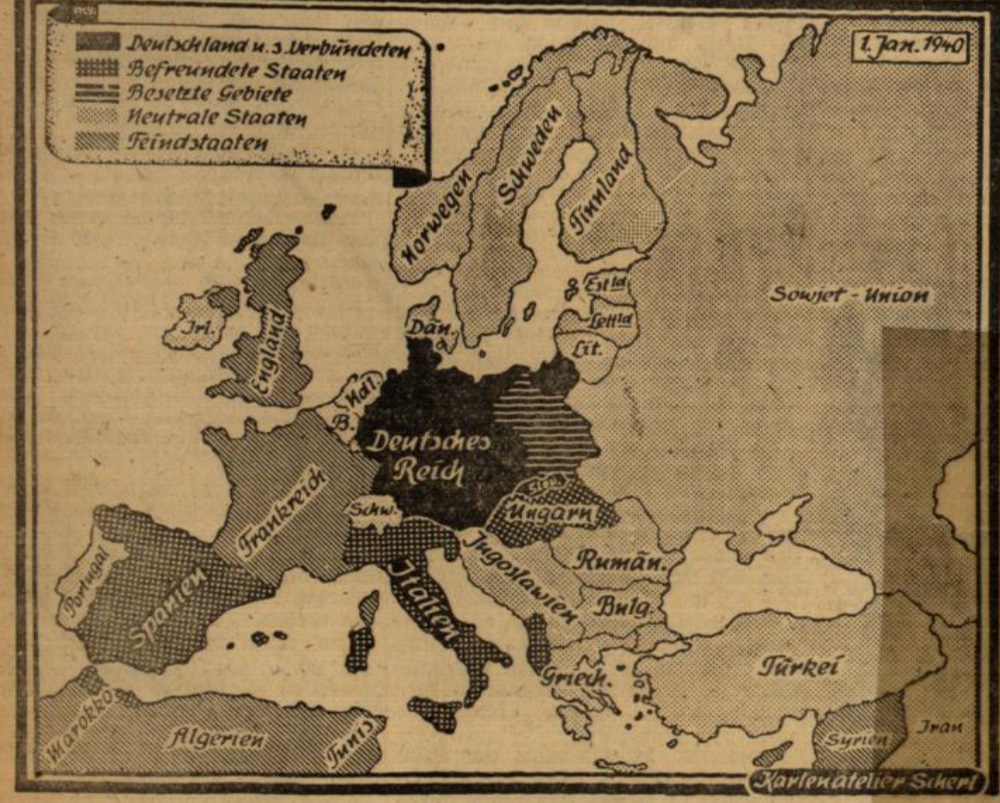 Deutschland u. s. Verbündeten
Befreundete Staaten
Besetzte Gebiete
Neutrale Staaten
Feindstaaten
1. Jan. 1940
Norwegen
Schweden
Finnland
Sowjet-Union
Estld
Lettld
Lit.
Dän.
Irl.
England
Hdl.
B.
Deutsches
Reich
Frankreich
Schw.
Ungarn
Rumän.
Jugoslawien
Bulg.
Portugal
Spanien
Italien
Griech.
Türkei
Marokko
Algerien
Tunis
Syrien
Iran
Kartenatelier Scherl